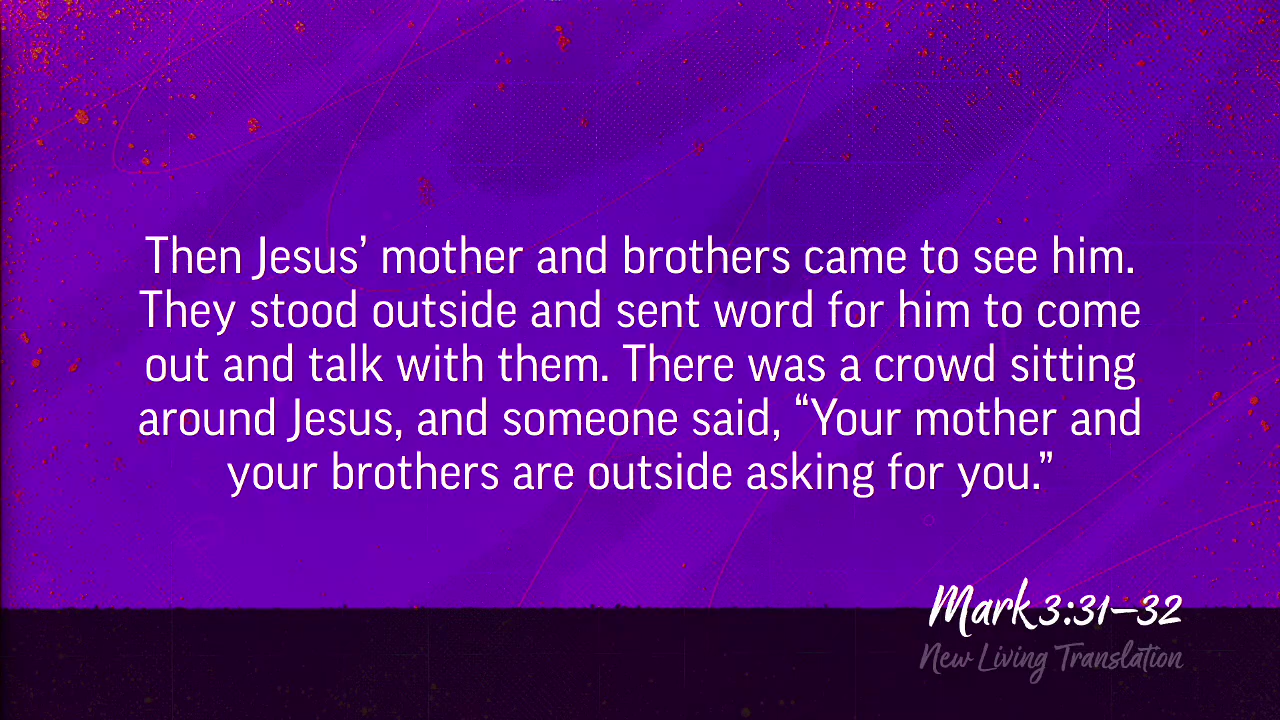 Then Jesus’ mother and brothers came to see him.
They stood outside and sent word for him to come
out and talk with them. There was a crowd sitting
around Jesus, and someone said, “Your mother and
your brothers are outside asking for you.”
Mark 3:31–32
New Living Translation